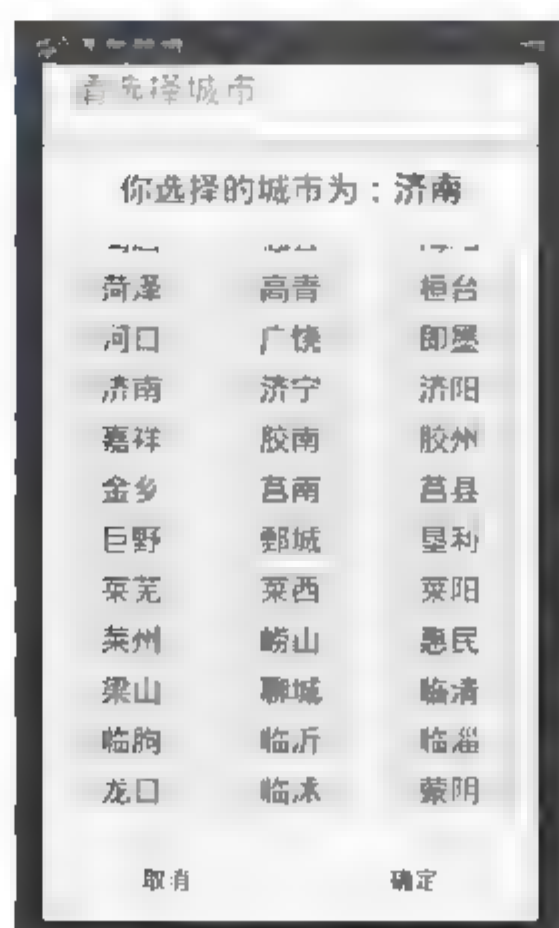 选择城市
你选择的城市为：济南
菏泽 高青 桓台
河口 广饶 即墨
济南 济宁 济阳
嘉祥 胶南 胶州
金乡 莒南 莒县
巨野 鄄城 垦利
莱芜 莱西 莱阳
莱州 崂山 惠民
梁山 聊城 临清
临朐 临沂 临淄
龙口 临沭 蒙阴
取消 确定